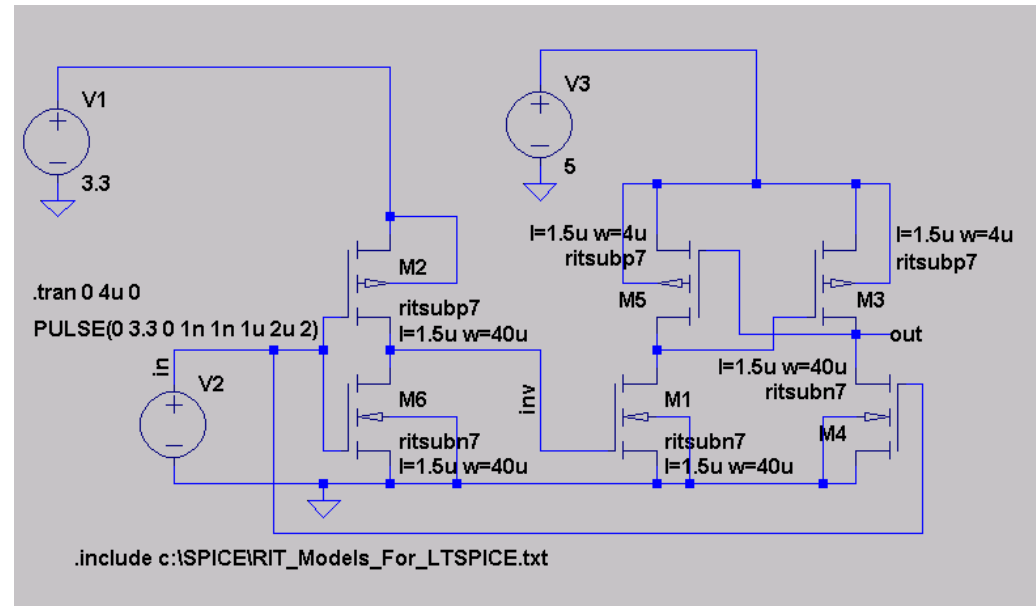 V1
3.3
V3
5
.tran 0 4u 0
PULSE(0 3.3 0 1n 1n 1u 2u 2)
.in
V2
M2
ritsubp7
l=1.5u w=40u
M6
ritsubn7
l=1.5u w=40u
inv
l=1.5u w=4u
ritsubp7
M5
l=1.5u w=4u
ritsubp7
M3
out
M1
ritsubn7
l=1.5u w=40u
l=1.5u w=40u
ritsubn7
M4
.include c:\SPICE\RIT_Models_For_LTSPICE.txt